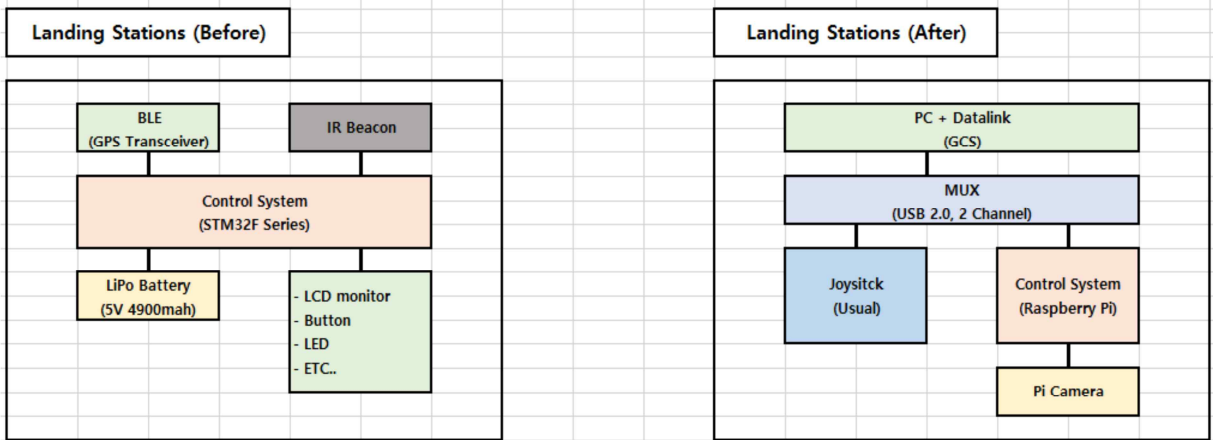 Landing Stations (Before)
BLE
(GPS Transceiver)
IR Beacon
Control System
(STM32F Series)
LiPo Battery
(5V 4900mah)
- LCD monitor
- Button
- LED
- ETC..
Landing Stations (After)
PC + Datalink
(GCS)
MUX
(USB 2.0, 2 Channel)
Joysitck
(Usual)
Control System
(Raspberry Pi)
Pi Camera